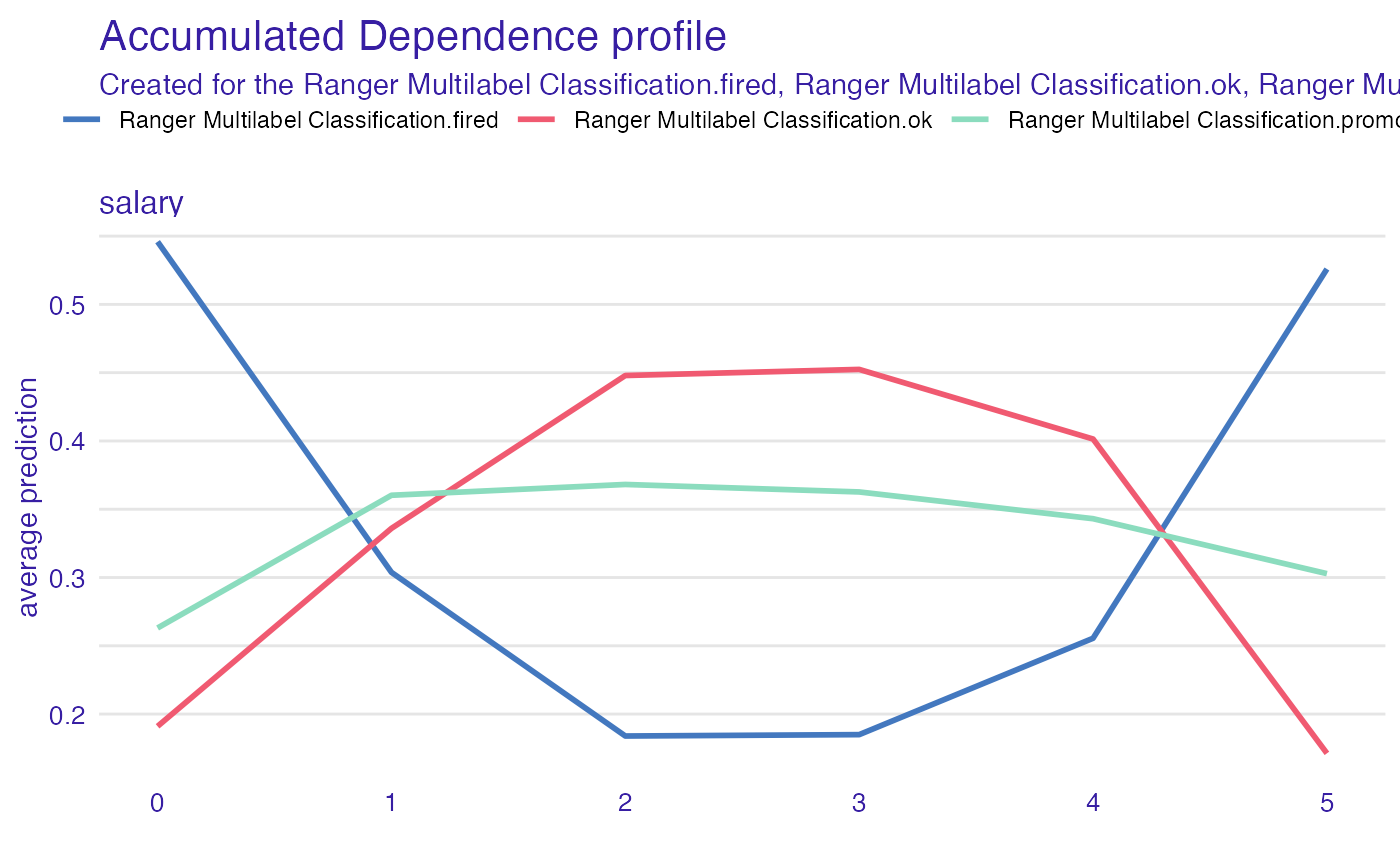 Accumulated Dependence profile
Created for the Ranger Multilabel Classification.fired, Ranger Multilabel Classification.ok, Ranger Mu
Ranger Multilabel Classification.fired Ranger Multilabel Classification.ok Ranger Multilabel Classification.promo
salary
average prediction
0.5
0.4
0.3
0.2
0 1 2 3 4 5